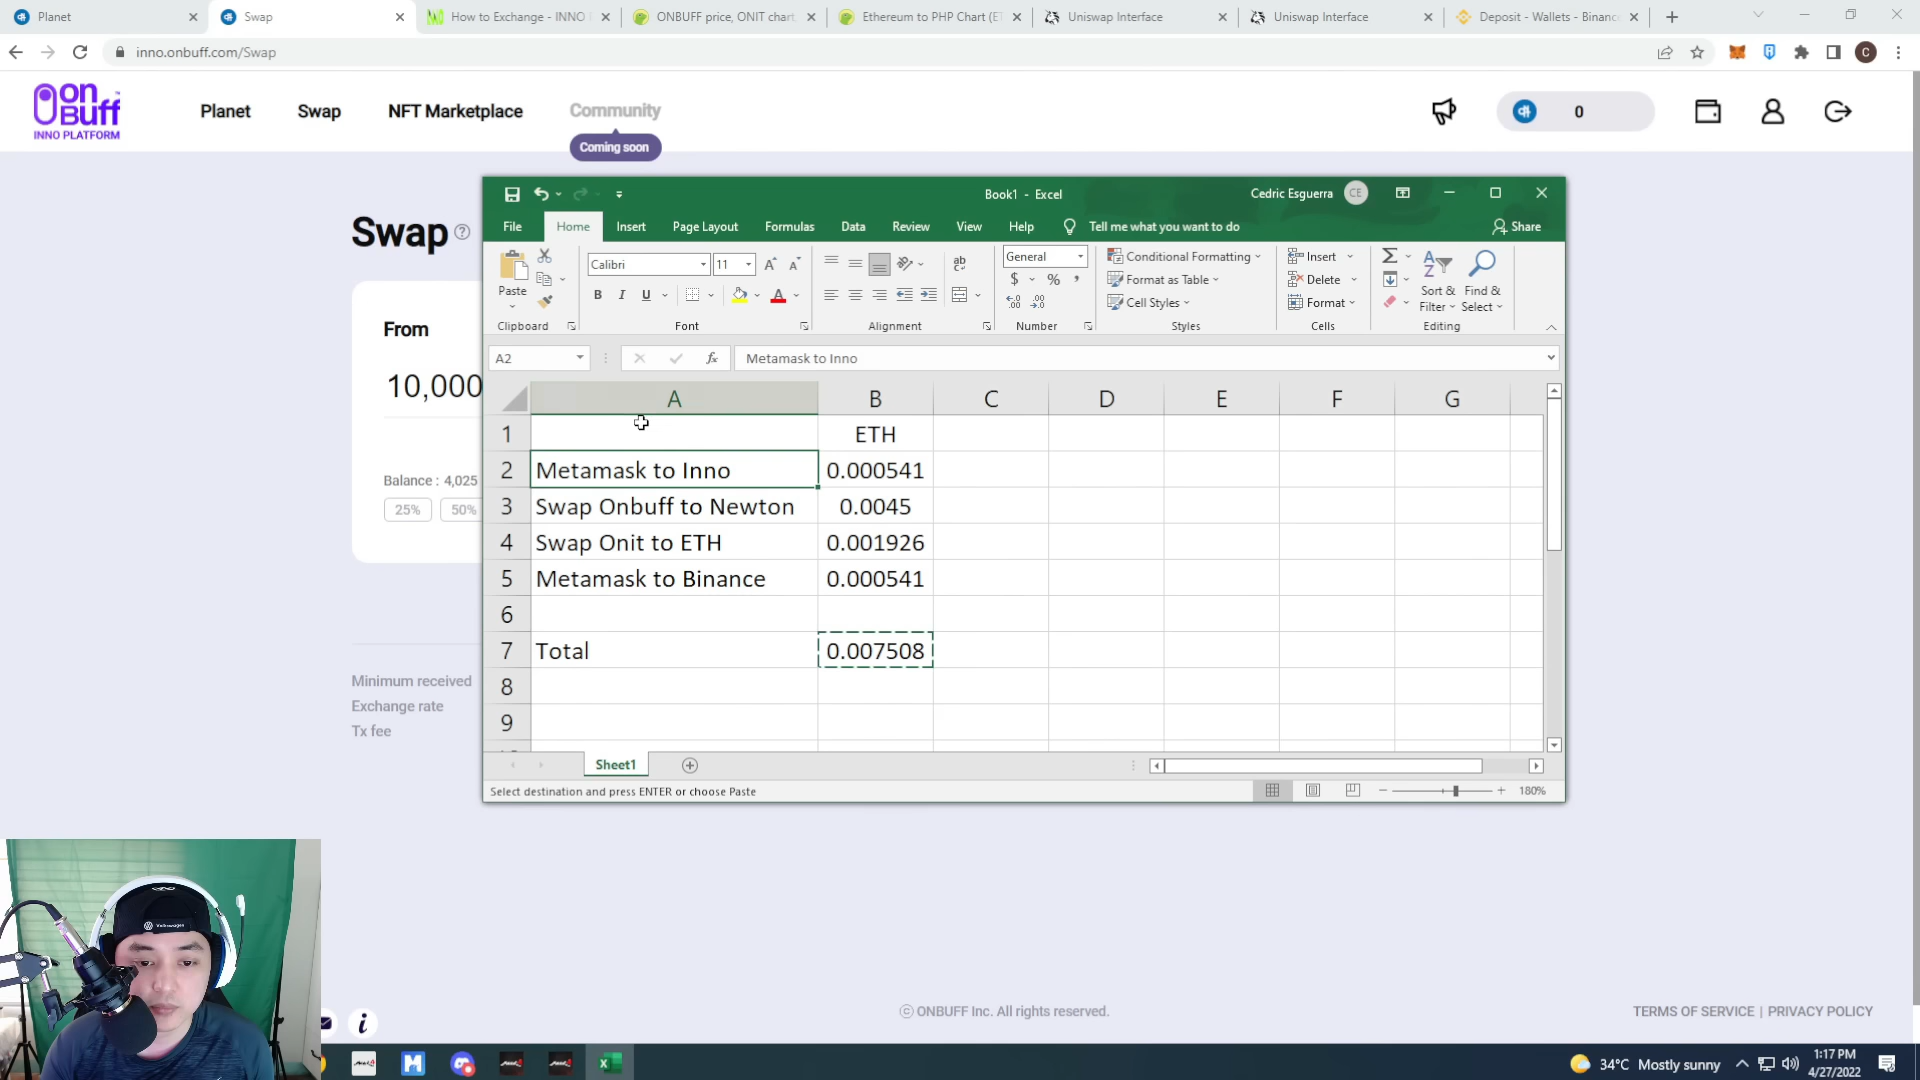 Planet
Swap
How to Exchange - INNO
ONBUFF price, ONIT chart
Ethereum to PHP Chart (ET
Uniswap Interface
Uniswap Interface
Deposit - Wallets - Binanc
inno.onbuff.com/Swap
C
on
Buff
INNO PLATFORM
Planet
Swap
NFT Marketplace
Community
Coming soon
0
Swap
From
10,000
Balance : 4,025
25%
50%
Minimum received
Exchange rate
Tx fee
Book1 - Excel
Cedric Esguerra
CE
File
Home
Insert
Page Layout
Formulas
Data
Review
View
Help
Tell me what you want to do
Share
Paste
Calibri
11
General
Conditional Formatting
Format as Table
Cell Styles
Insert
Delete
Format
Sort & Filter
Find & Select
Clipboard
Font
Alignment
Number
Styles
Cells
Editing
A2
fx
Metamask to Inno
A B C D E F G
1 ETH
2 Metamask to Inno 0.000541
3 Swap Onbuff to Newton 0.0045
4 Swap Onit to ETH 0.001926
5 Metamask to Binance 0.000541
6
7 Total 0.007508
8
9
Sheet1
Select destination and press ENTER or choose Paste
180%
Volkswagen
© ONBUFF Inc. All rights reserved.
TERMS OF SERVICE | PRIVACY POLICY
34°C Mostly sunny
1:17 PM
4/27/2022